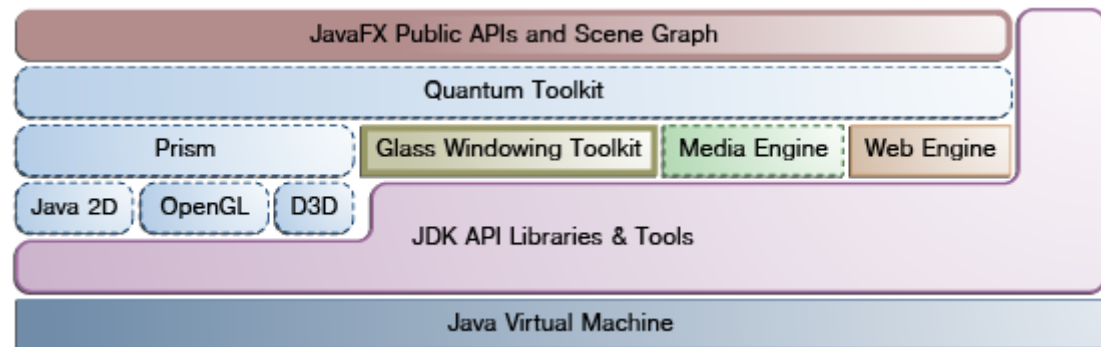 JavaFX Public APIs and Scene Graph
Quantum Toolkit
Prism
Glass Windowing Toolkit
Media Engine
Web Engine
Java 2D
OpenGL
D3D
JDK API Libraries & Tools
Java Virtual Machine